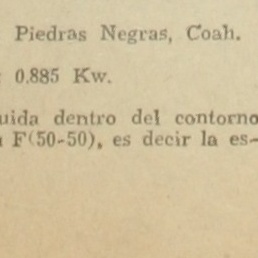 Piedras Negras, Coah.
0.885 Kw.
uida dentro del contorno
F(50-50), es decir la es-